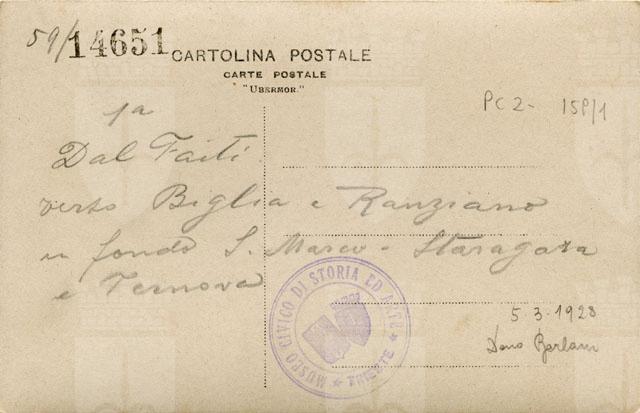 59/14651
CARTOLINA POSTALE
CARTE POSTALE
"UBERMOR."
PC2- 15P/1
1a
Dal Faiti
verso Biglia e Ranziano
in fondo S. Marco - Staragora
e Ternova
MUSEO CIVICO DI STORIA ED ARTE ★ TRIESTE ★
5.3.1928